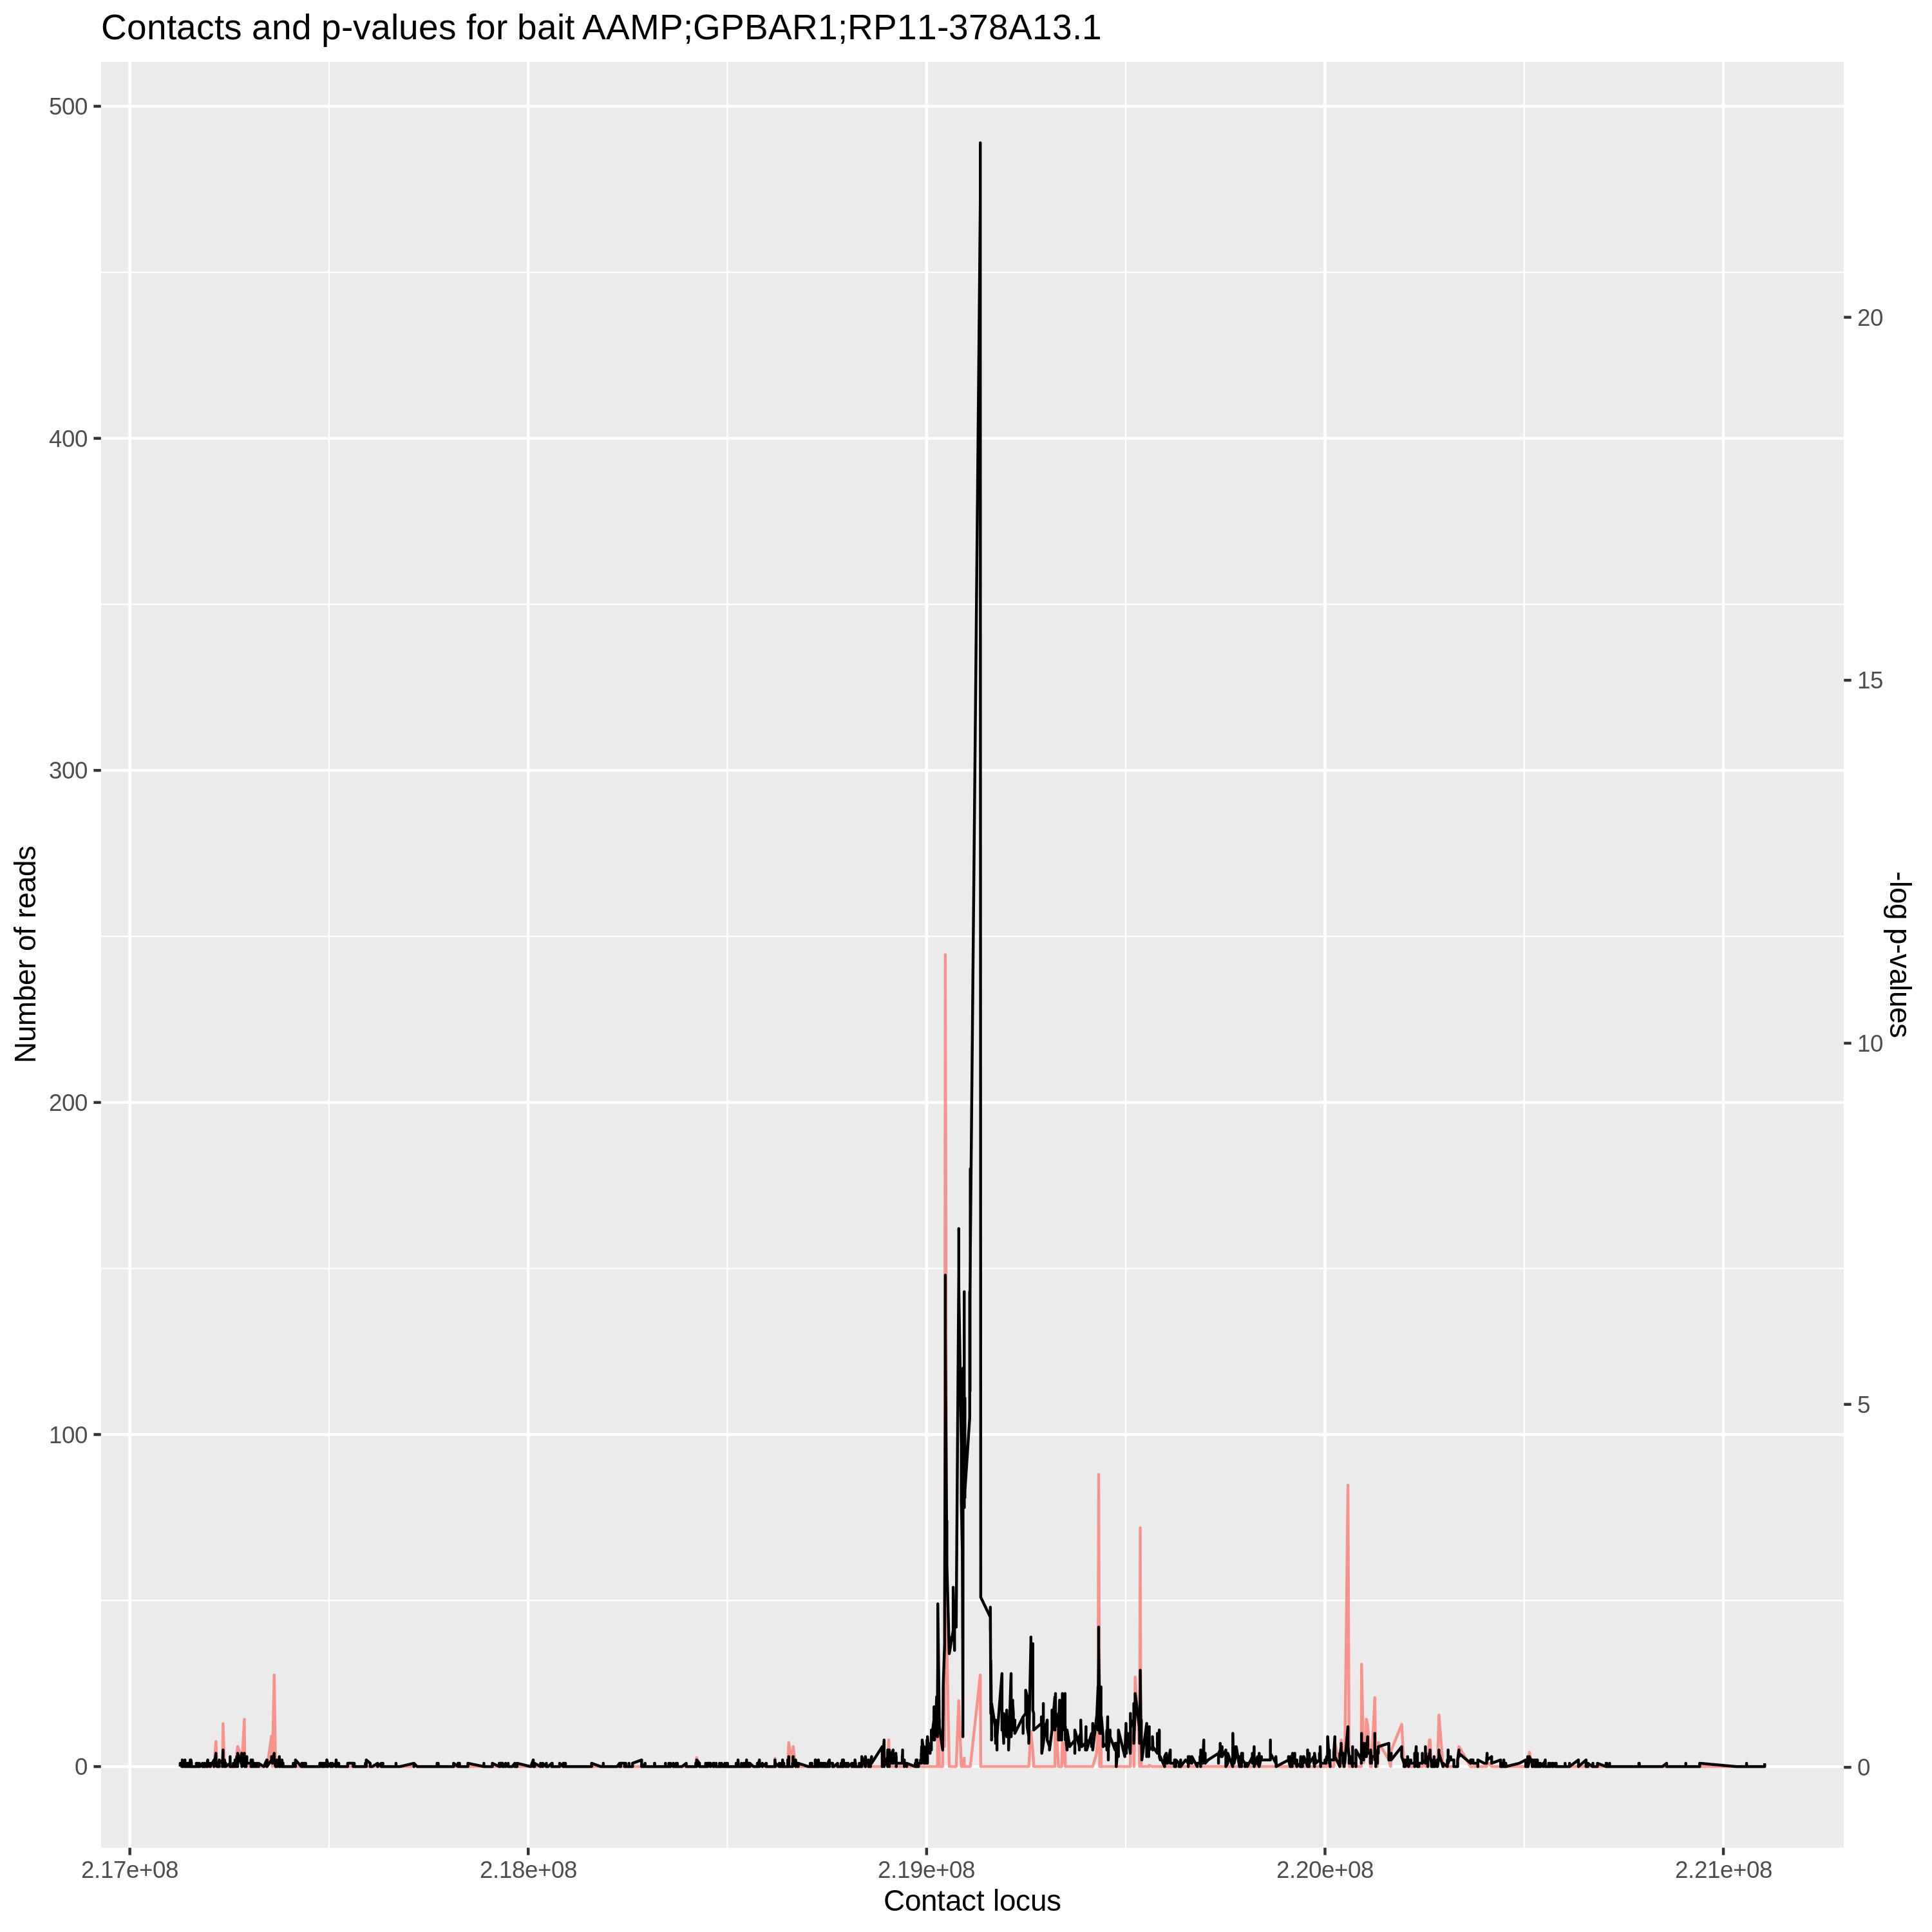 Contacts and p-values for bait AAMP;GPBAR1;RP11-378A13.1
500
400
300
200
100
0
Number of reads
20
15
10
5
0
-log p-values
2.17e+08 2.18e+08 2.19e+08 2.20e+08 2.21e+08
Contact locus